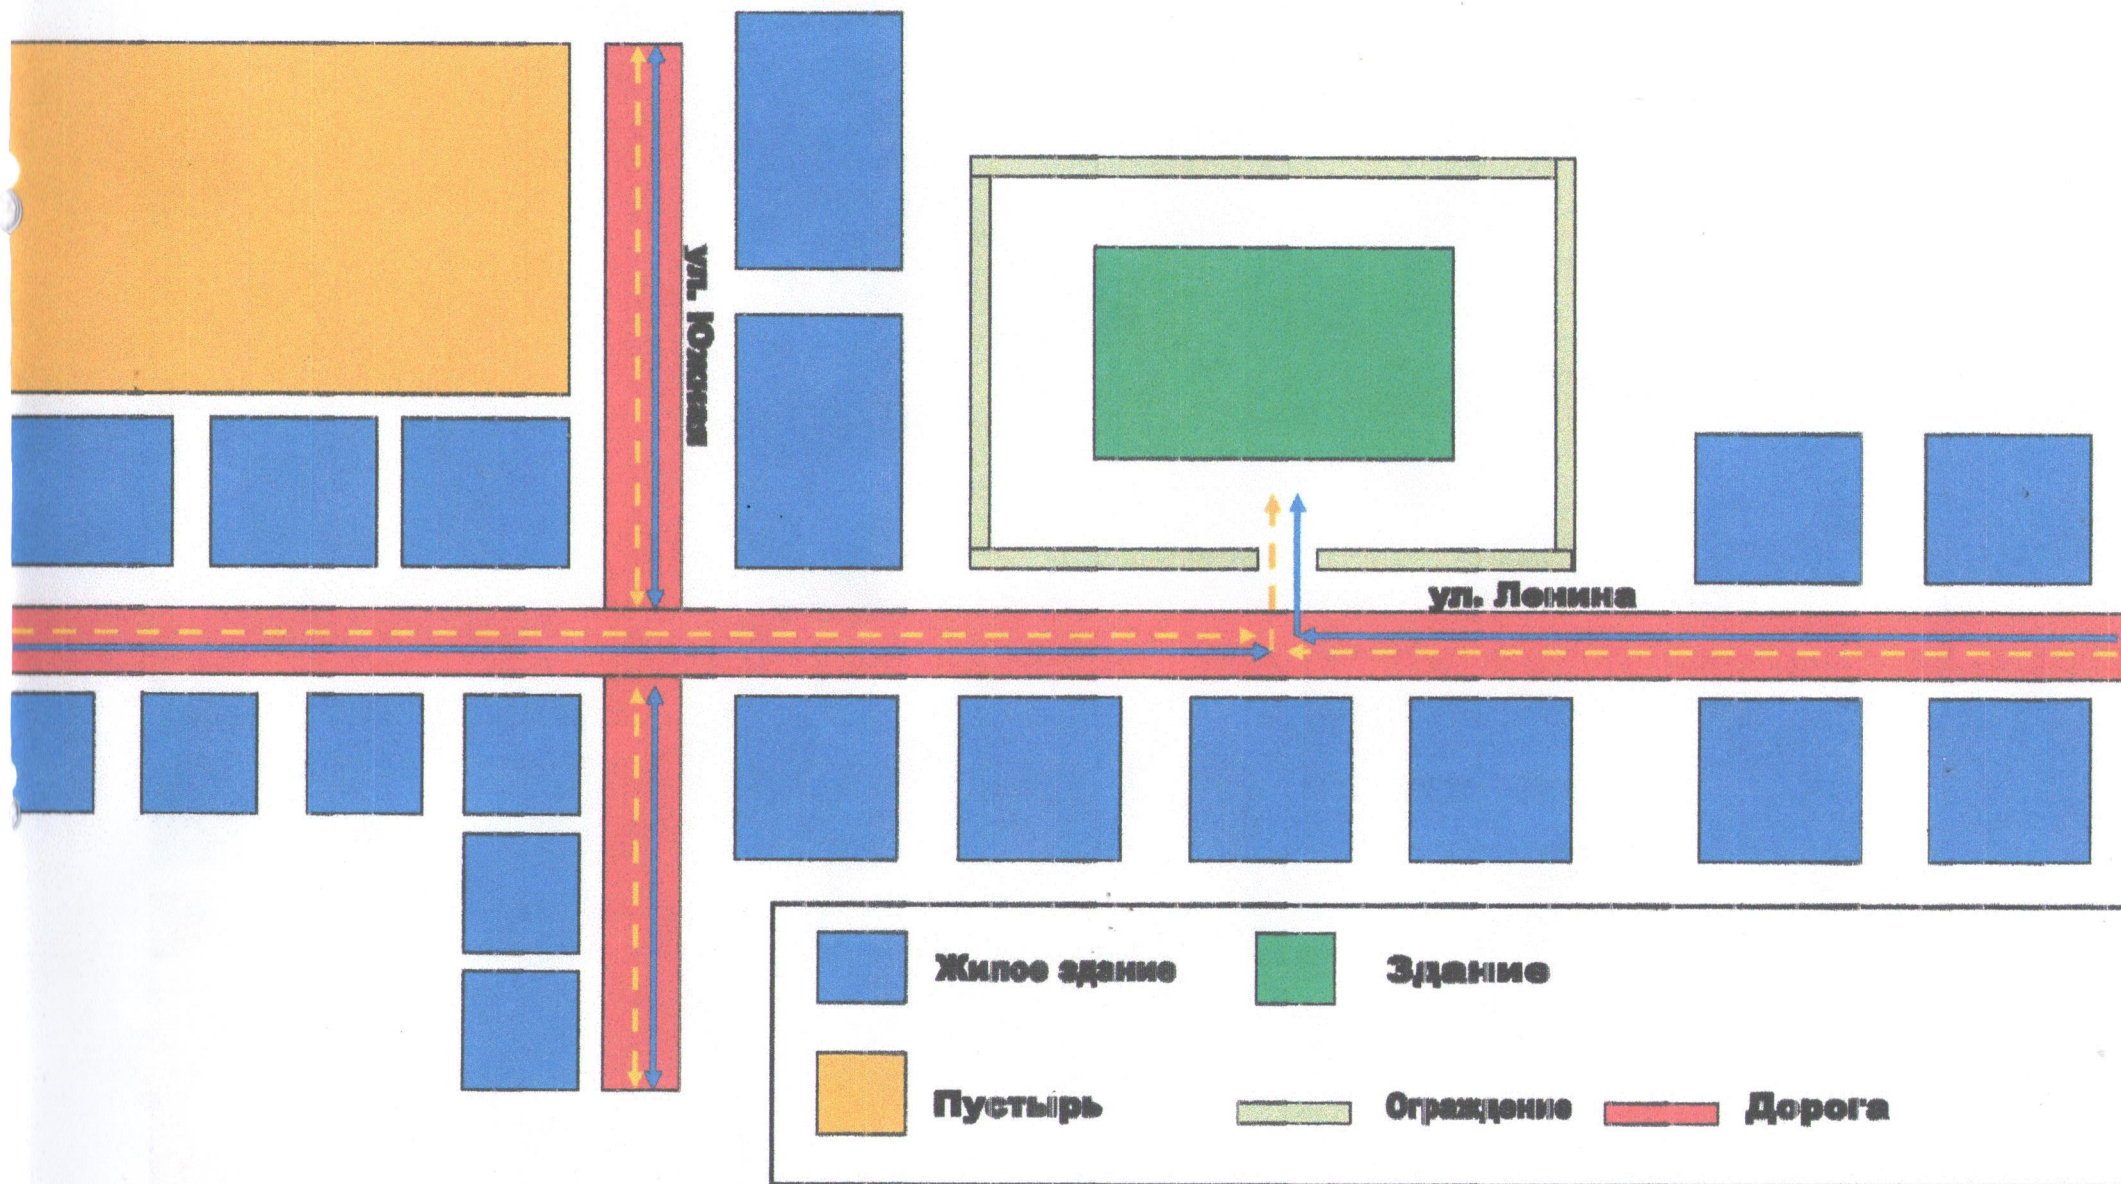 ул. Южная
ул. Ленина
Жилое здание
Здание
Пустырь
Ограждение
Дорога